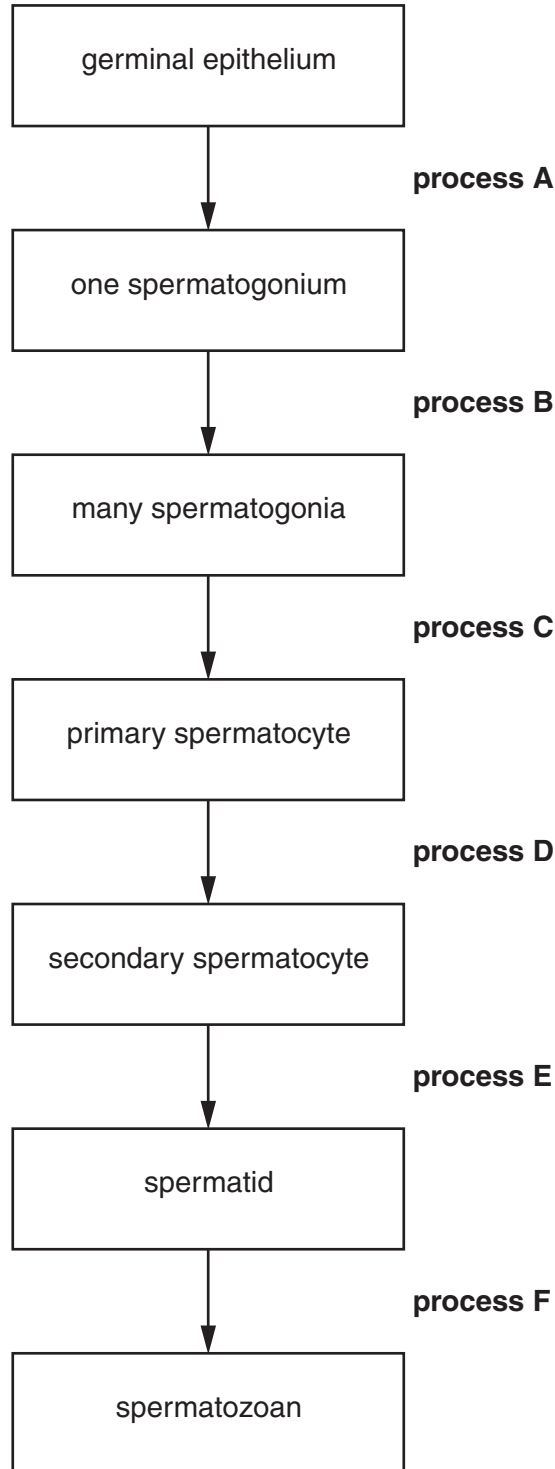 germinal epithelium
process A
one spermatogonium
process B
many spermatogonia
process C
primary spermatocyte
process D
secondary spermatocyte
process E
spermatid
process F
spermatozoan